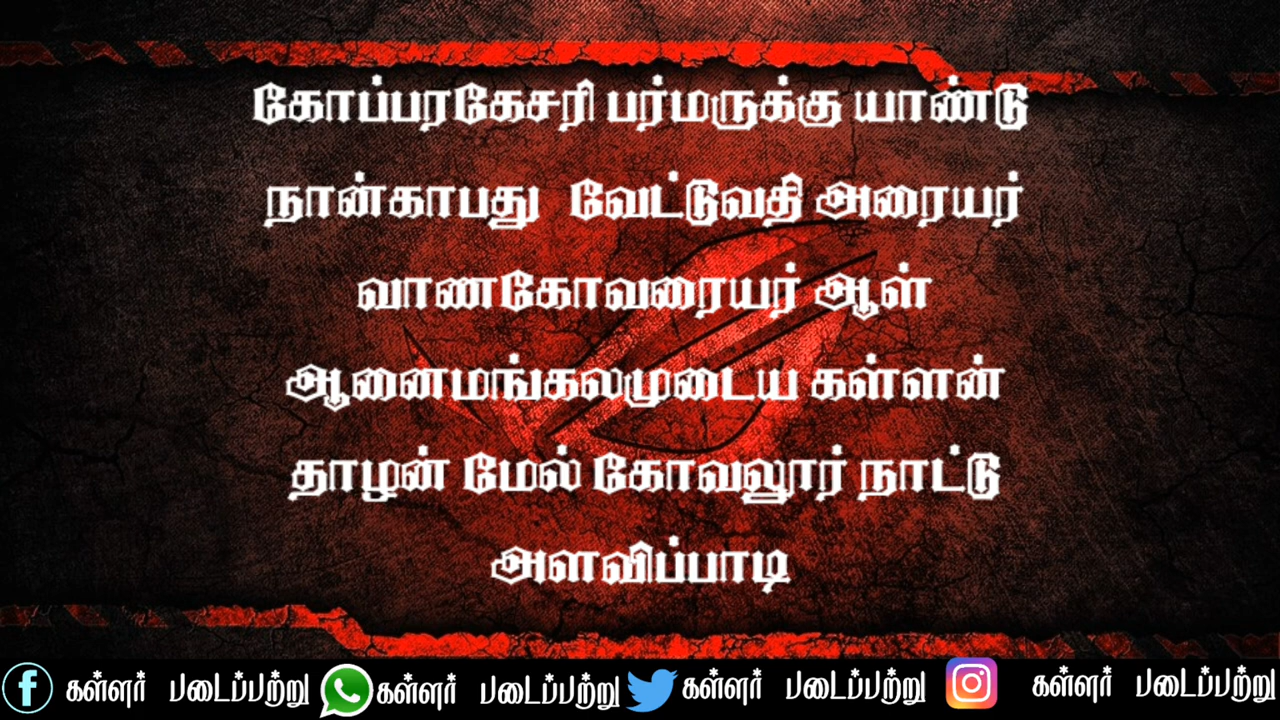 கோப்பரகேசரி பர்மருக்கு யாண்டு
நான்காபது வேட்டுவதி அரையர்
வாணகோவரையர் ஆள்
ஆனைமங்கலமுடைய கள்ளன்
தாழன் மேல் கோவலூர் நாட்டு
அளவிப்பாடி
கள்ளர் படைப்பற்று கள்ளர் படைப்பற்று கள்ளர் படைப்பற்று கள்ளர் படைப்பற்று